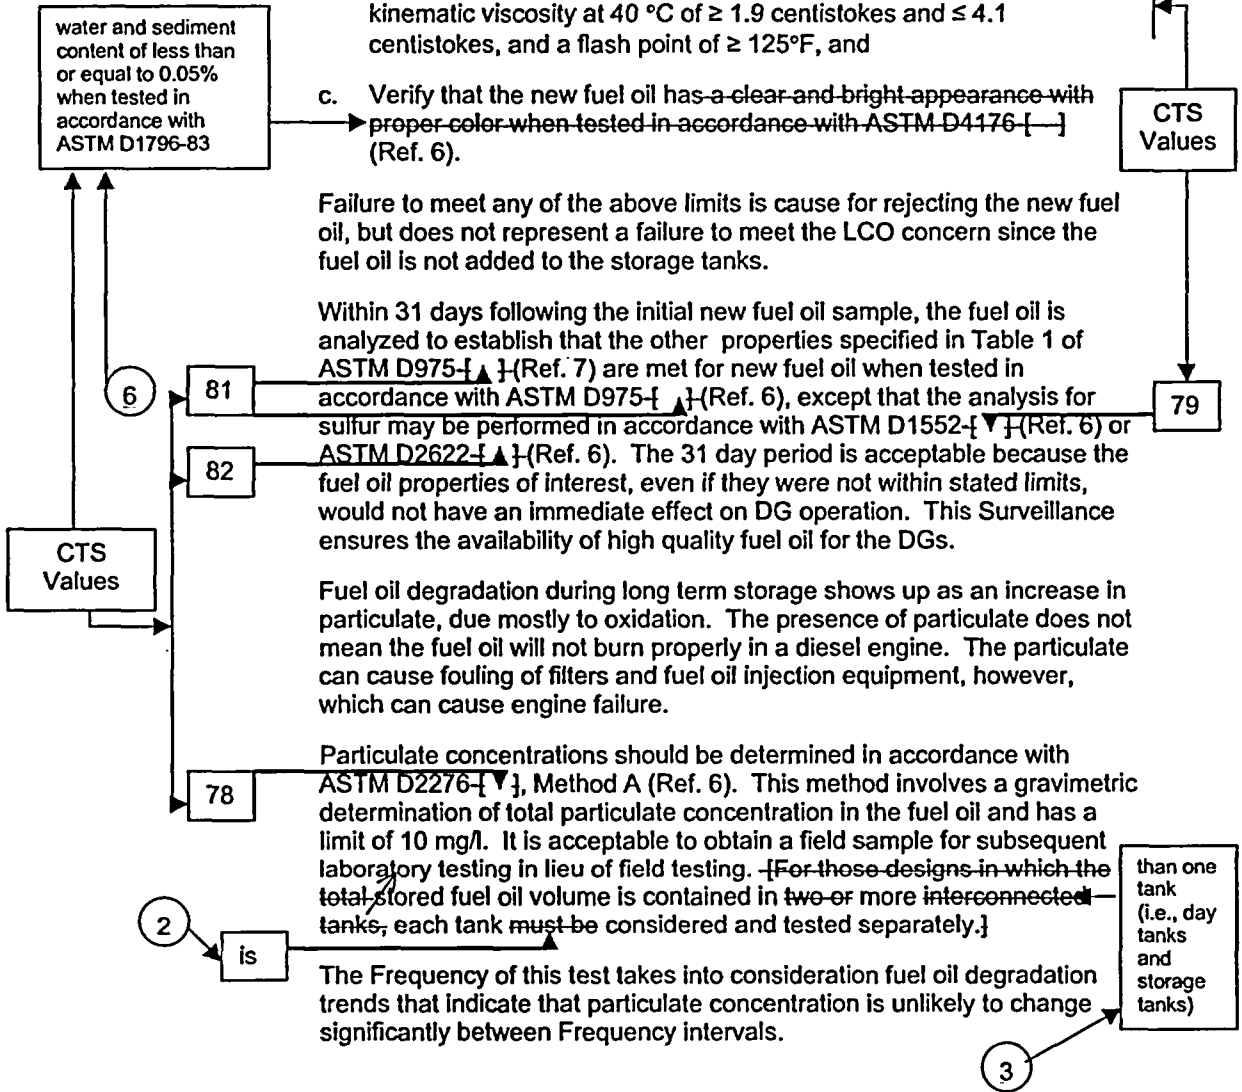 water and sediment
content of less than
or equal to 0.05%
when tested in
accordance with
ASTM D1796-83
kinematic viscosity at 40 °C of ≥ 1.9 centistokes and ≤ 4.1
centistokes, and a flash point of ≥ 125°F, and
c. Verify that the new fuel oil has a clear and bright appearance with
proper color when tested in accordance with ASTM D4176-[ ]
(Ref. 6).
CTS
Values
Failure to meet any of the above limits is cause for rejecting the new fuel
oil, but does not represent a failure to meet the LCO concern since the
fuel oil is not added to the storage tanks.
Within 31 days following the initial new fuel oil sample, the fuel oil is
analyzed to establish that the other properties specified in Table 1 of
ASTM D975-[ ] (Ref. 7) are met for new fuel oil when tested in
accordance with ASTM D975-[ ] (Ref. 6), except that the analysis for
sulfur may be performed in accordance with ASTM D1552-[ ] (Ref. 6) or
ASTM D2622-[ ] (Ref. 6). The 31 day period is acceptable because the
fuel oil properties of interest, even if they were not within stated limits,
would not have an immediate effect on DG operation. This Surveillance
ensures the availability of high quality fuel oil for the DGs.
6
81
79
82
CTS
Values
Fuel oil degradation during long term storage shows up as an increase in
particulate, due mostly to oxidation. The presence of particulate does not
mean the fuel oil will not burn properly in a diesel engine. The particulate
can cause fouling of filters and fuel oil injection equipment, however,
which can cause engine failure.
Particulate concentrations should be determined in accordance with
ASTM D2276-[ ], Method A (Ref. 6). This method involves a gravimetric
determination of total particulate concentration in the fuel oil and has a
limit of 10 mg/l. It is acceptable to obtain a field sample for subsequent
laboratory testing in lieu of field testing. [For those designs in which the
total stored fuel oil volume is contained in two or more interconnected
tanks, each tank must be considered and tested separately.]
78
2
is
than one
tank
(i.e., day
tanks
and
storage
tanks)
The Frequency of this test takes into consideration fuel oil degradation
trends that indicate that particulate concentration is unlikely to change
significantly between Frequency intervals.
3